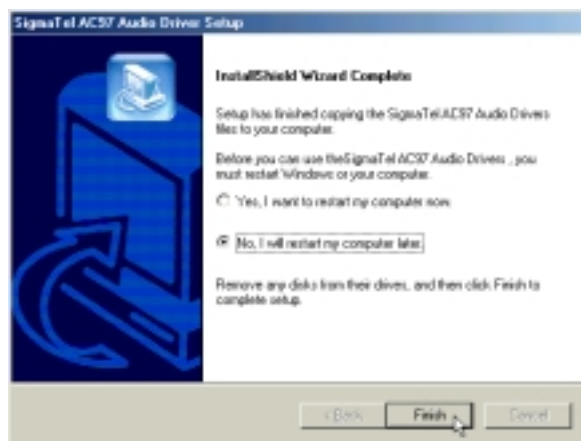 SigmaTel AC97 Audio Driver Setup
InstallShield Wizard Complete
Setup has finished copying the SigmaTel AC97 Audio Drivers
files to your computer.
Before you can use theSigmaTel AC97 Audio Drivers , you
must restart Windows or your computer.
Yes, I want to restart my computer now.
No, I will restart my computer later.
Remove any disks from their drives, and then click Finish to
complete setup.
< Back
Finish
Cancel